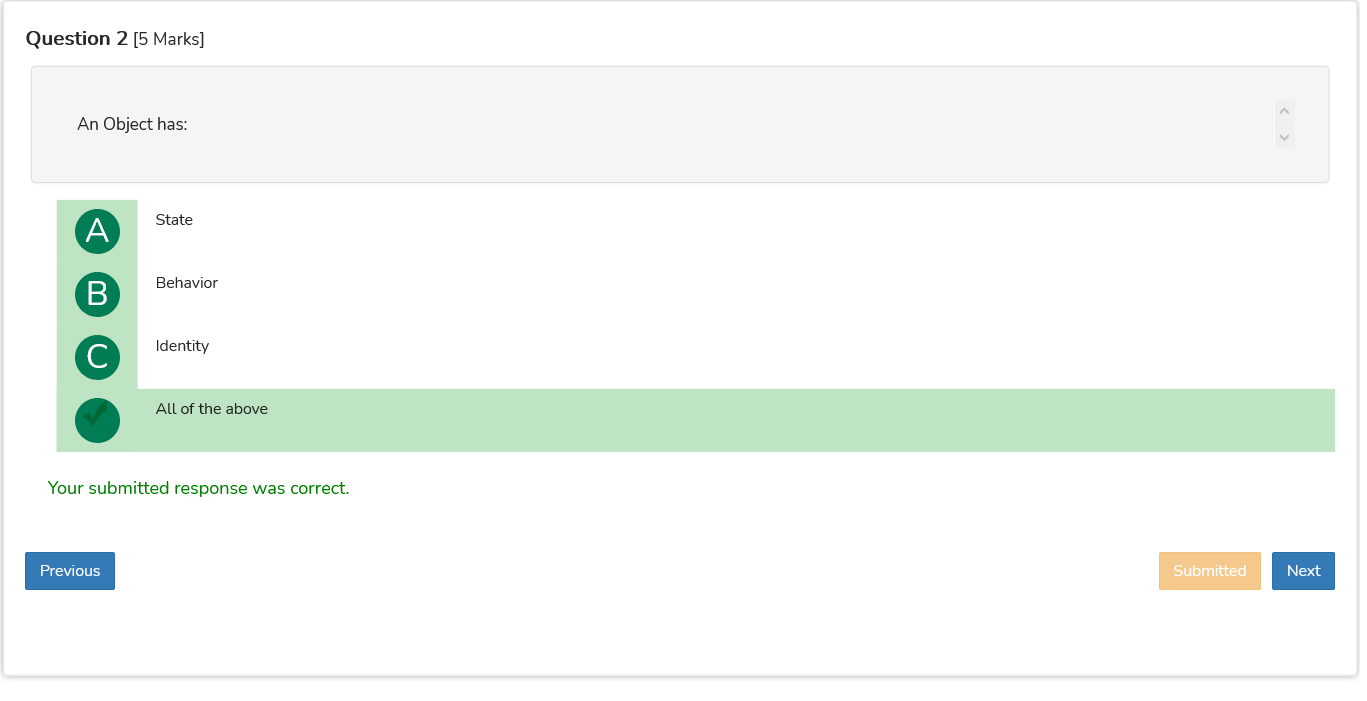 Question 2 [5 Marks]
An Object has:
A State
B Behavior
C Identity
All of the above
Your submitted response was correct.
Previous
Submitted
Next